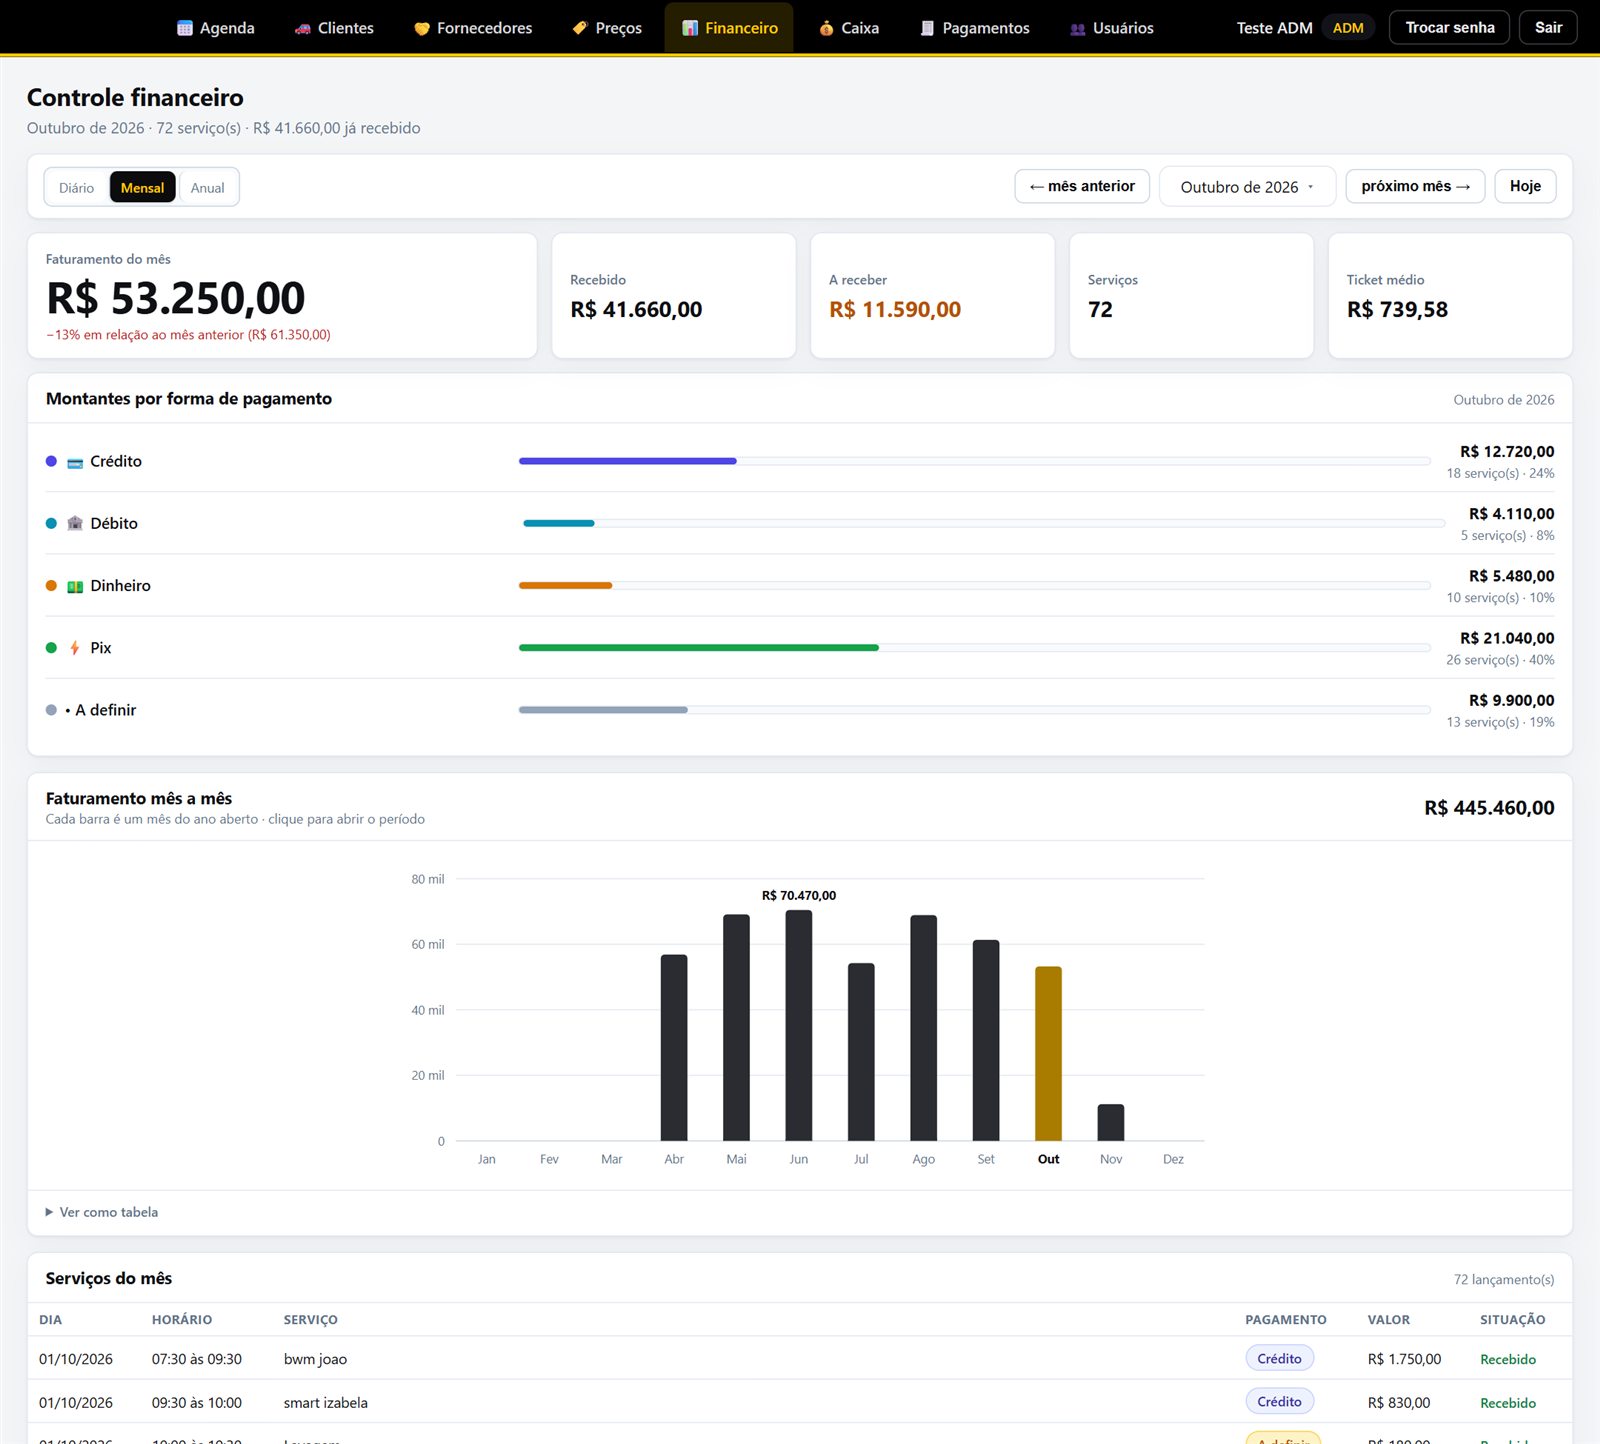 Agenda Clientes Fornecedores Preços Financeiro Caixa Pagamentos Usuários Teste ADM ADM Trocar senha Sair
Controle financeiro
Outubro de 2026 · 72 serviço(s) · R$ 41.660,00 já recebido
Diário Mensal Anual ← mês anterior Outubro de 2026 próximo mês → Hoje
Faturamento do mês
R$ 53.250,00
−13% em relação ao mês anterior (R$ 61.350,00)
Recebido
R$ 41.660,00
A receber
R$ 11.590,00
Serviços
72
Ticket médio
R$ 739,58
Montantes por forma de pagamento Outubro de 2026
Crédito R$ 12.720,00
18 serviço(s) · 24%
Débito R$ 4.110,00
5 serviço(s) · 8%
Dinheiro R$ 5.480,00
10 serviço(s) · 10%
Pix R$ 21.040,00
26 serviço(s) · 40%
• A definir R$ 9.900,00
13 serviço(s) · 19%
Faturamento mês a mês R$ 445.460,00
Cada barra é um mês do ano aberto · clique para abrir o período
80 mil
R$ 70.470,00
60 mil
40 mil
20 mil
0
Jan Fev Mar Abr Mai Jun Jul Ago Set Out Nov Dez
Ver como tabela
Serviços do mês 72 lançamento(s)
DIA HORÁRIO SERVIÇO PAGAMENTO VALOR SITUAÇÃO
01/10/2026 07:30 às 09:30 bwm joao Crédito R$ 1.750,00 Recebido
01/10/2026 09:30 às 10:00 smart izabela Crédito R$ 830,00 Recebido